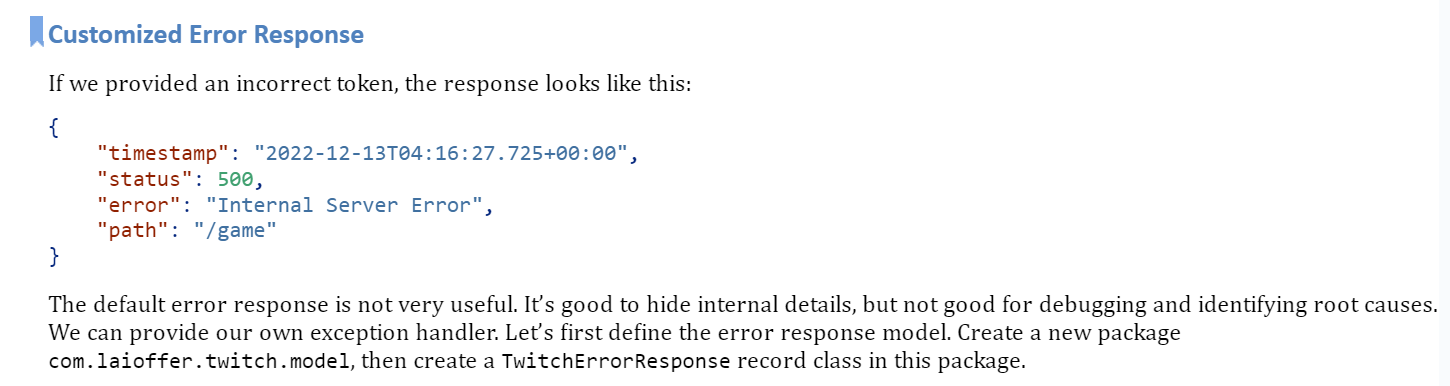 Customized Error Response
If we provided an incorrect token, the response looks like this:
{
    "timestamp": "2022-12-13T04:16:27.725+00:00",
    "status": 500,
    "error": "Internal Server Error",
    "path": "/game"
}
The default error response is not very useful. It’s good to hide internal details, but not good for debugging and identifying root causes.
We can provide our own exception handler. Let’s first define the error response model. Create a new package
com.laioffer.twitch.model, then create a TwitchErrorResponse record class in this package.